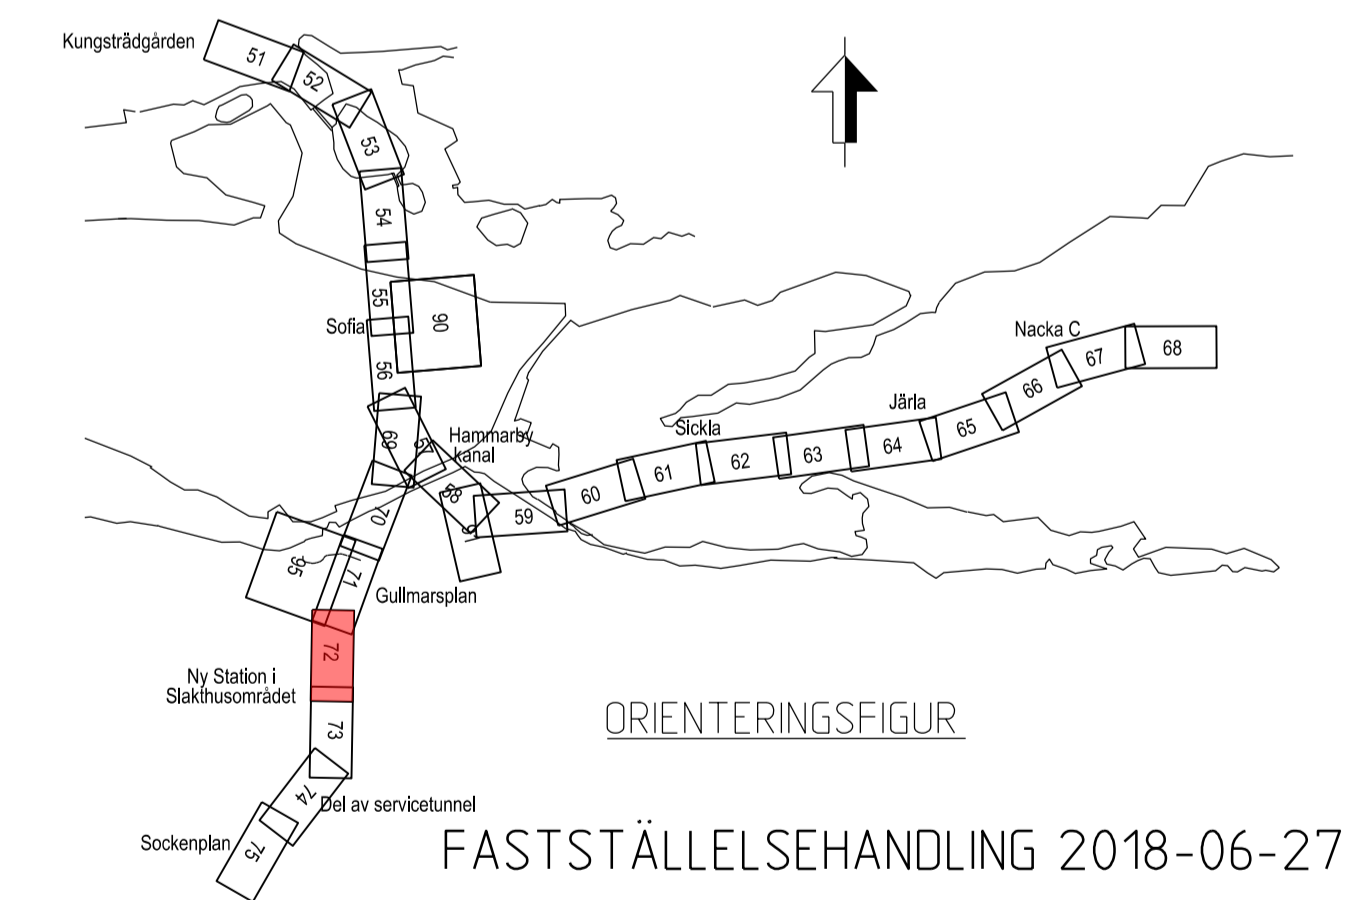 Kungsträdgården
51
52
53
54
55
Sofia
90
56
Nacka C
67
68
66
Järla
65
Sickla
64
63
62
61
60
Hammarby
kanal
69
57
58
59
70
95
71
Gullmarsplan
72
Ny Station i
Slakthusområdet
73
74
Del av servicetunnel
Sockenplan
75
ORIENTERINGSFIGUR
FASTSTÄLLELSEHANDLING 2018-06-27